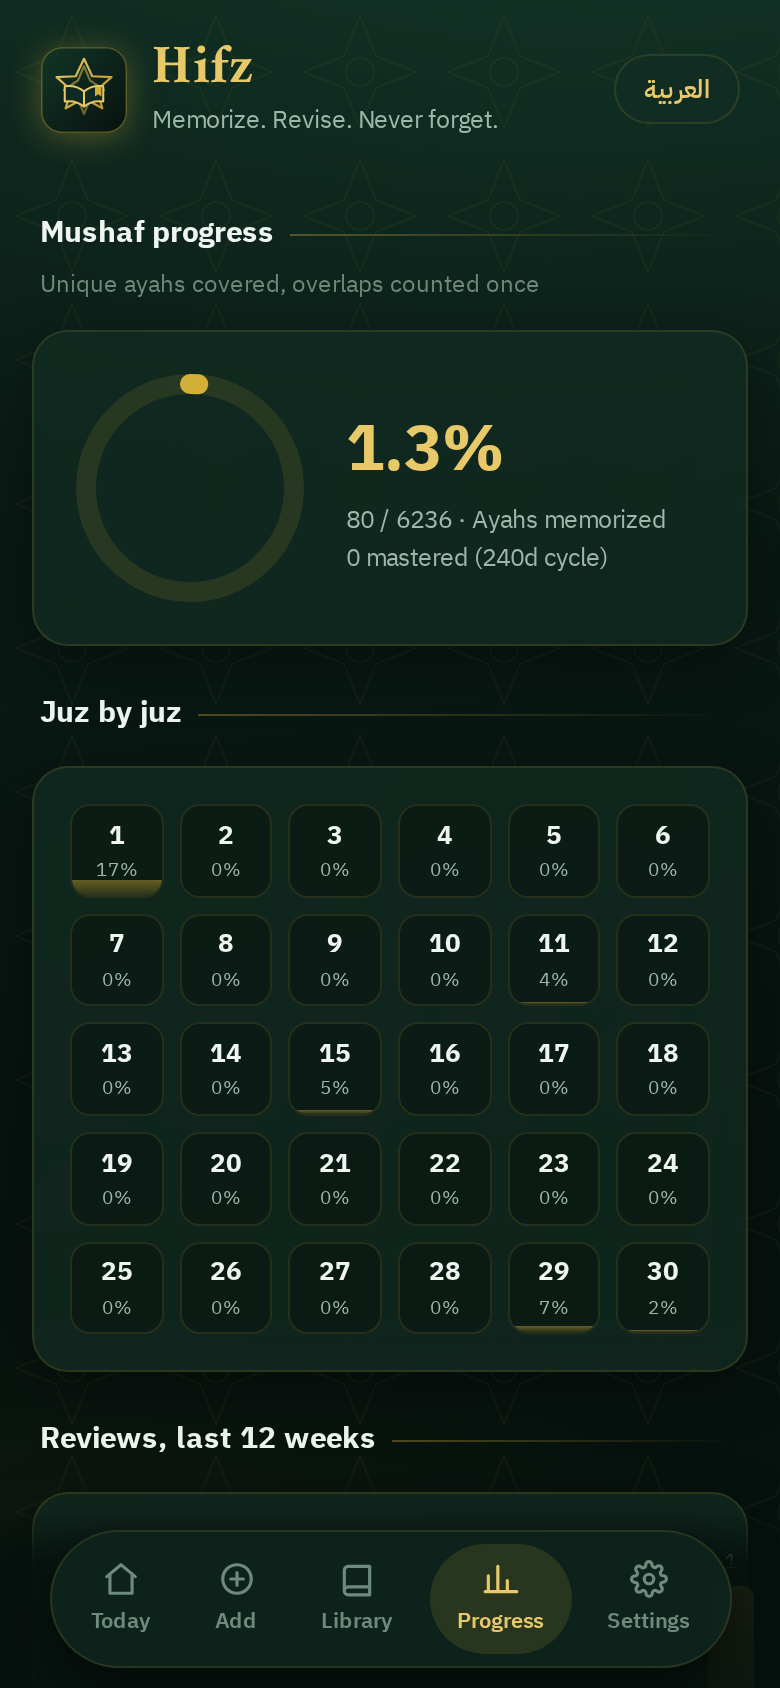 Hifz
Memorize. Revise. Never forget.
العربية
Mushaf progress
Unique ayahs covered, overlaps counted once
1.3%
80 / 6236 · Ayahs memorized
0 mastered (240d cycle)
Juz by juz
1 2 3 4 5 6
17% 0% 0% 0% 0% 0%
7 8 9 10 11 12
0% 0% 0% 0% 4% 0%
13 14 15 16 17 18
0% 0% 5% 0% 0% 0%
19 20 21 22 23 24
0% 0% 0% 0% 0% 0%
25 26 27 28 29 30
0% 0% 0% 0% 7% 2%
Reviews, last 12 weeks
1
Today Add Library Progress Settings